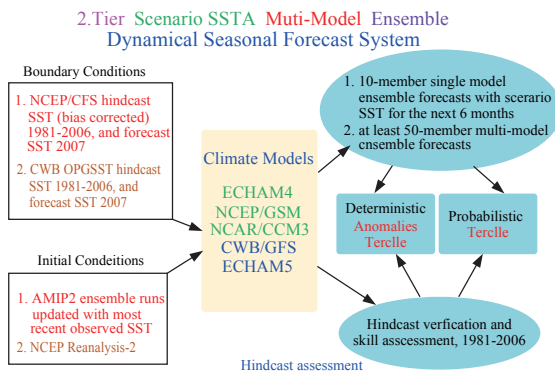 2.Tier Scenario SSTA Muti-Model Ensemble
Dynamical Seasonal Forecast System
Boundary Conditions
1. NCEP/CFS hindcast
SST (bias corrected)
1981-2006, and forecast
SST 2007
2. CWB OPGSST hindcast
SST 1981-2006, and
forecast SST 2007
Initial Condeitions
1. AMIP2 ensemble runs
updated with most
recent observed SST
2. NCEP Reanalysis-2
Climate Models
ECHAM4
NCEP/GSM
NCAR/CCM3
CWB/GFS
ECHAM5
1. 10-member single model
ensemble forecasts with scerario
SST for the next 6 months
2. at least 50-member multi-model
cnsemble forecasts
Deterministic
Anomalies
Terclle
Probabilistic
Terclle
Hindcast verfication and
skill asscessment, 1981-2006
Hindcast assessment